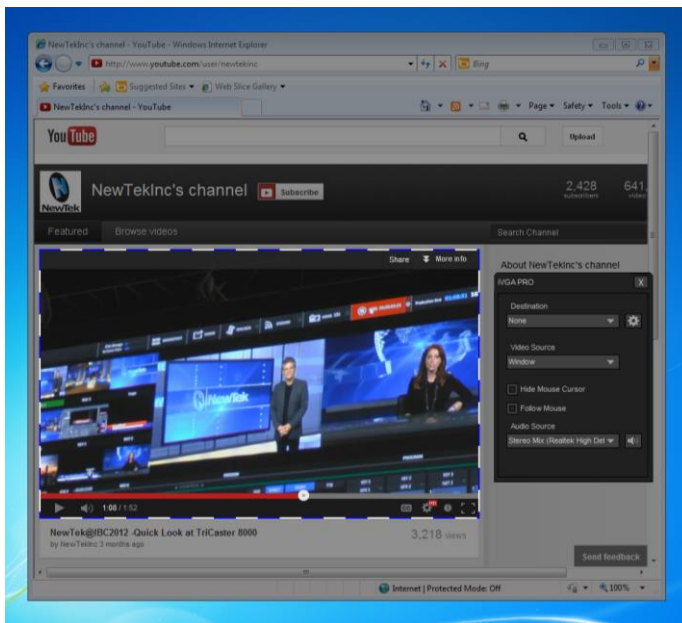 NewTekInc's channel - YouTube - Windows Internet Explorer
http://www.youtube.com/user/newtekinc
Bing
Favorites
Suggested Sites
Web Slice Gallery
NewTekInc's channel - YouTube
Page
Safety
Tools
You Tube
Upload
NewTek
NewTekInc's channel
Subscribe
2,428
subscribers
641,
video
Featured
Browse videos
Search Channel
Share
More info
About NewTekInc's channel
iVGA PRO
X
Destination
None
Video Source
Window
Hide Mouse Cursor
Follow Mouse
Audio Source
Stereo Mix (Realtek High Def
NewTek
1:08 / 1:52
NewTek@IBC2012 -Quick Look at TriCaster 8000
by NewTekInc 3 months ago
3,218 views
Send feedback
Internet | Protected Mode: Off
100%